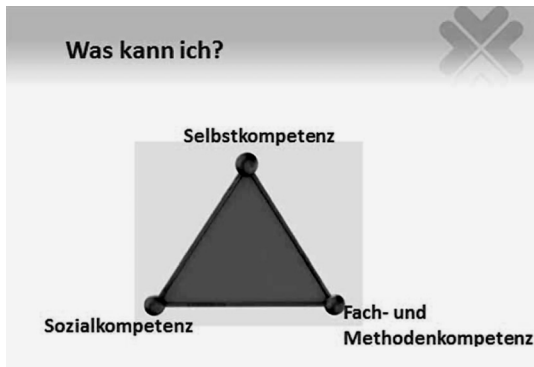 Was kann ich?
Selbstkompetenz
Sozialkompetenz
Fach- und
Methodenkompetenz